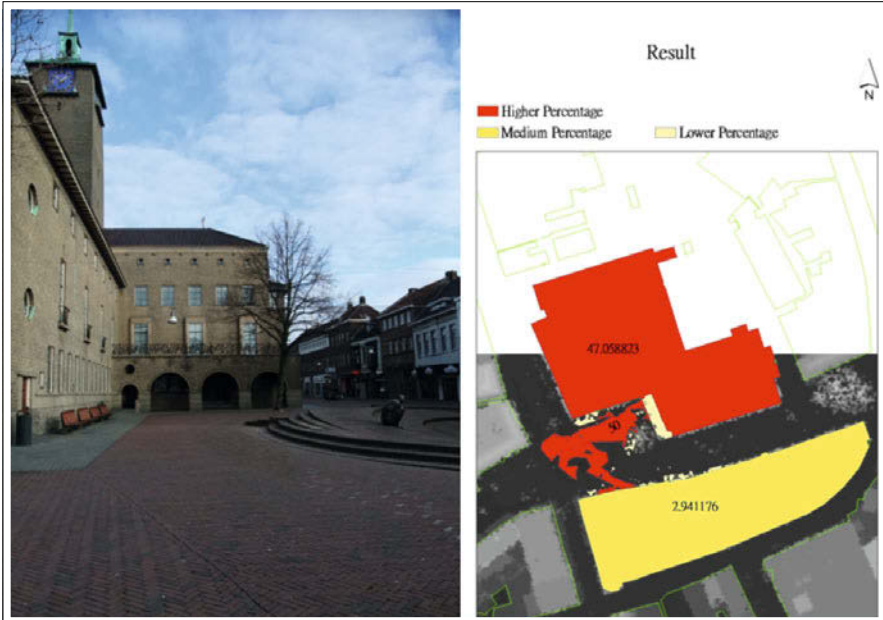 Result
N
Higher Percentage
Medium Percentage Lower Percentage
47.058823
50
2.941176